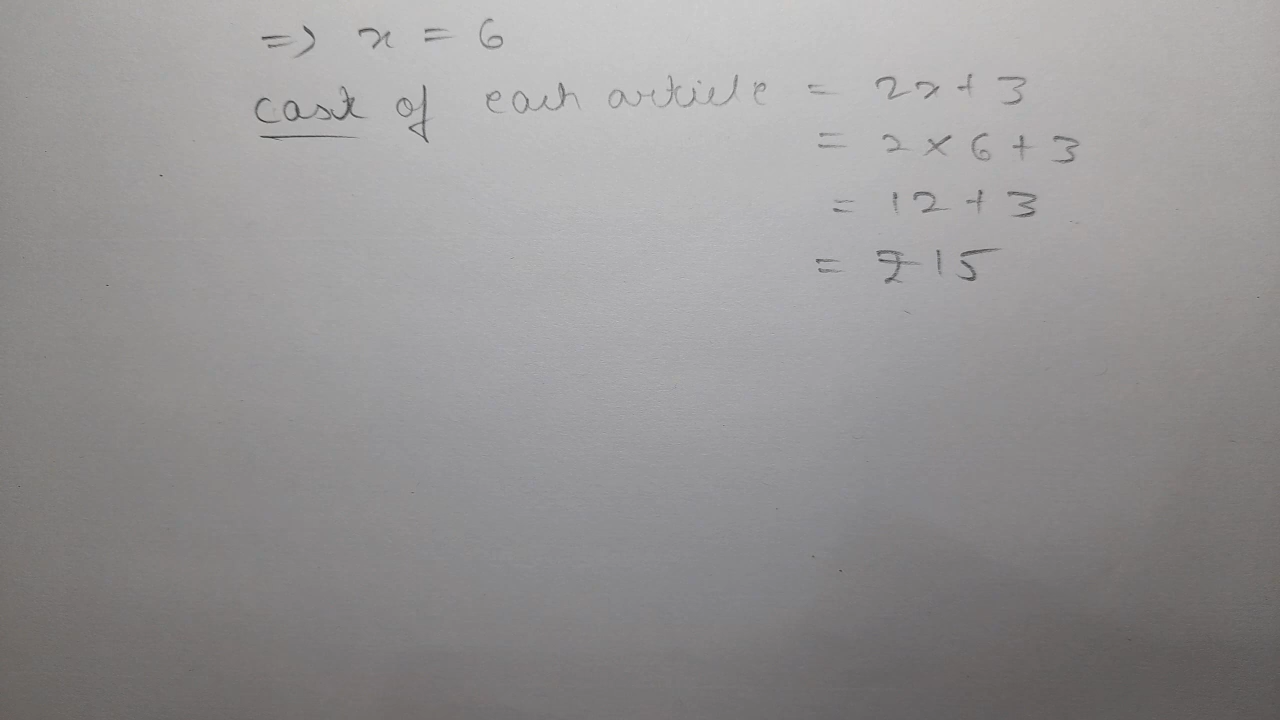 => x = 6
cost of each article = 2x + 3
= 2 × 6 + 3
= 12 + 3
= ₹ 15